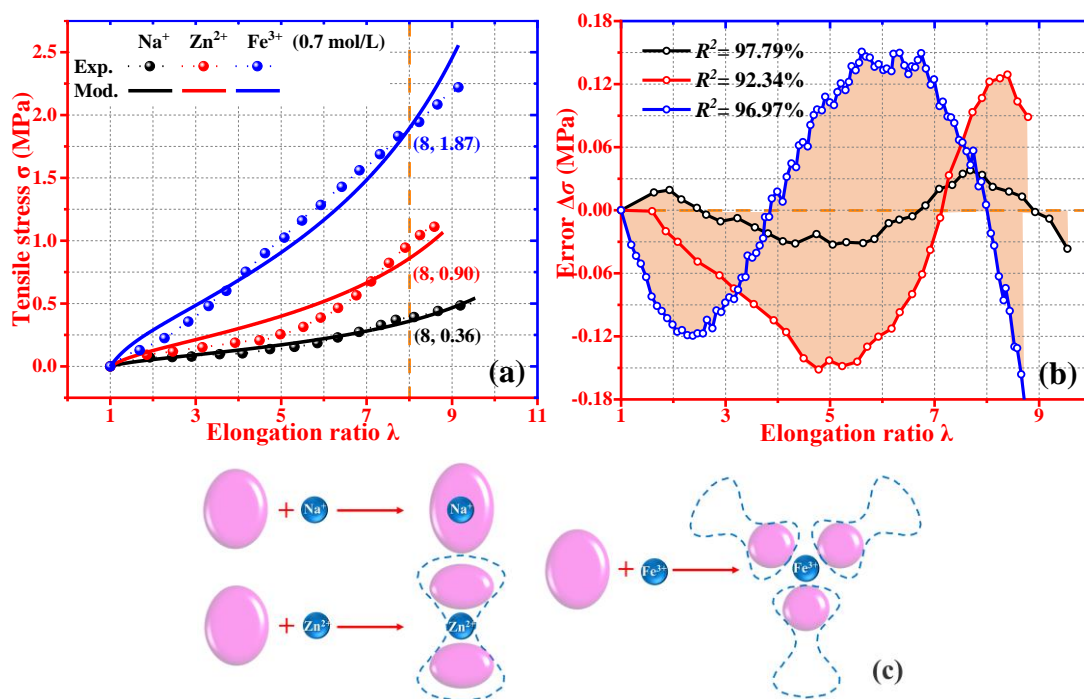 Na⁺ Zn²⁺ Fe³⁺ (0.7 mol/L)
Exp.
Mod.
2.5
2.0
1.5
1.0
0.5
0.0
Tensile stress σ (MPa)
(8, 1.87)
(8, 0.90)
(8, 0.36)
(a)
1 3 5 7 9 11
Elongation ratio λ
0.18
0.12
0.06
0.00
-0.06
-0.12
-0.18
Error Δσ (MPa)
R²= 97.79%
R²= 92.34%
R²= 96.97%
(b)
1 3 5 7 9
Elongation ratio λ
+ Na⁺ Na⁺
+ Zn²⁺ Zn²⁺
+ Fe³⁺ Fe³⁺
(c)